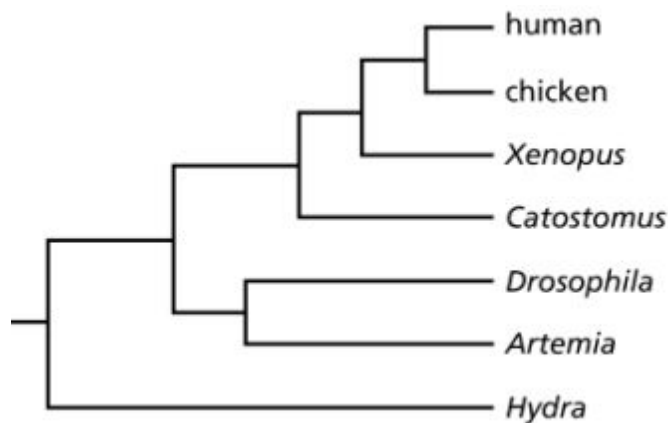 human
chicken
Xenopus
Catostomus
Drosophila
Artemia
Hydra